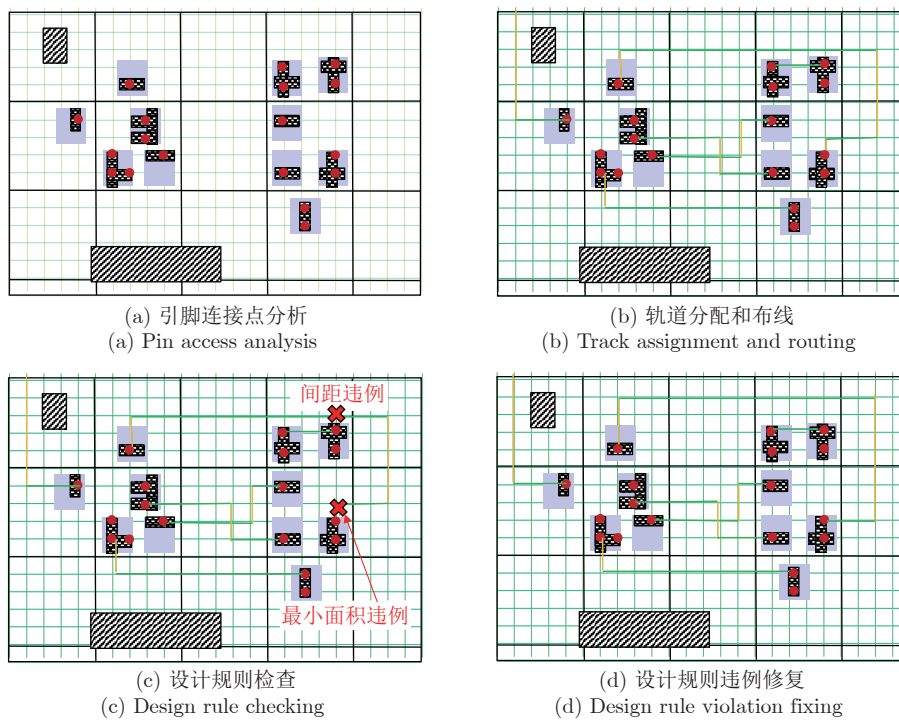 (a) 引脚连接点分析
(a) Pin access analysis
(b) 轨道分配和布线
(b) Track assignment and routing
间距违例
最小面积违例
(c) 设计规则检查
(c) Design rule checking
(d) 设计规则违例修复
(d) Design rule violation fixing